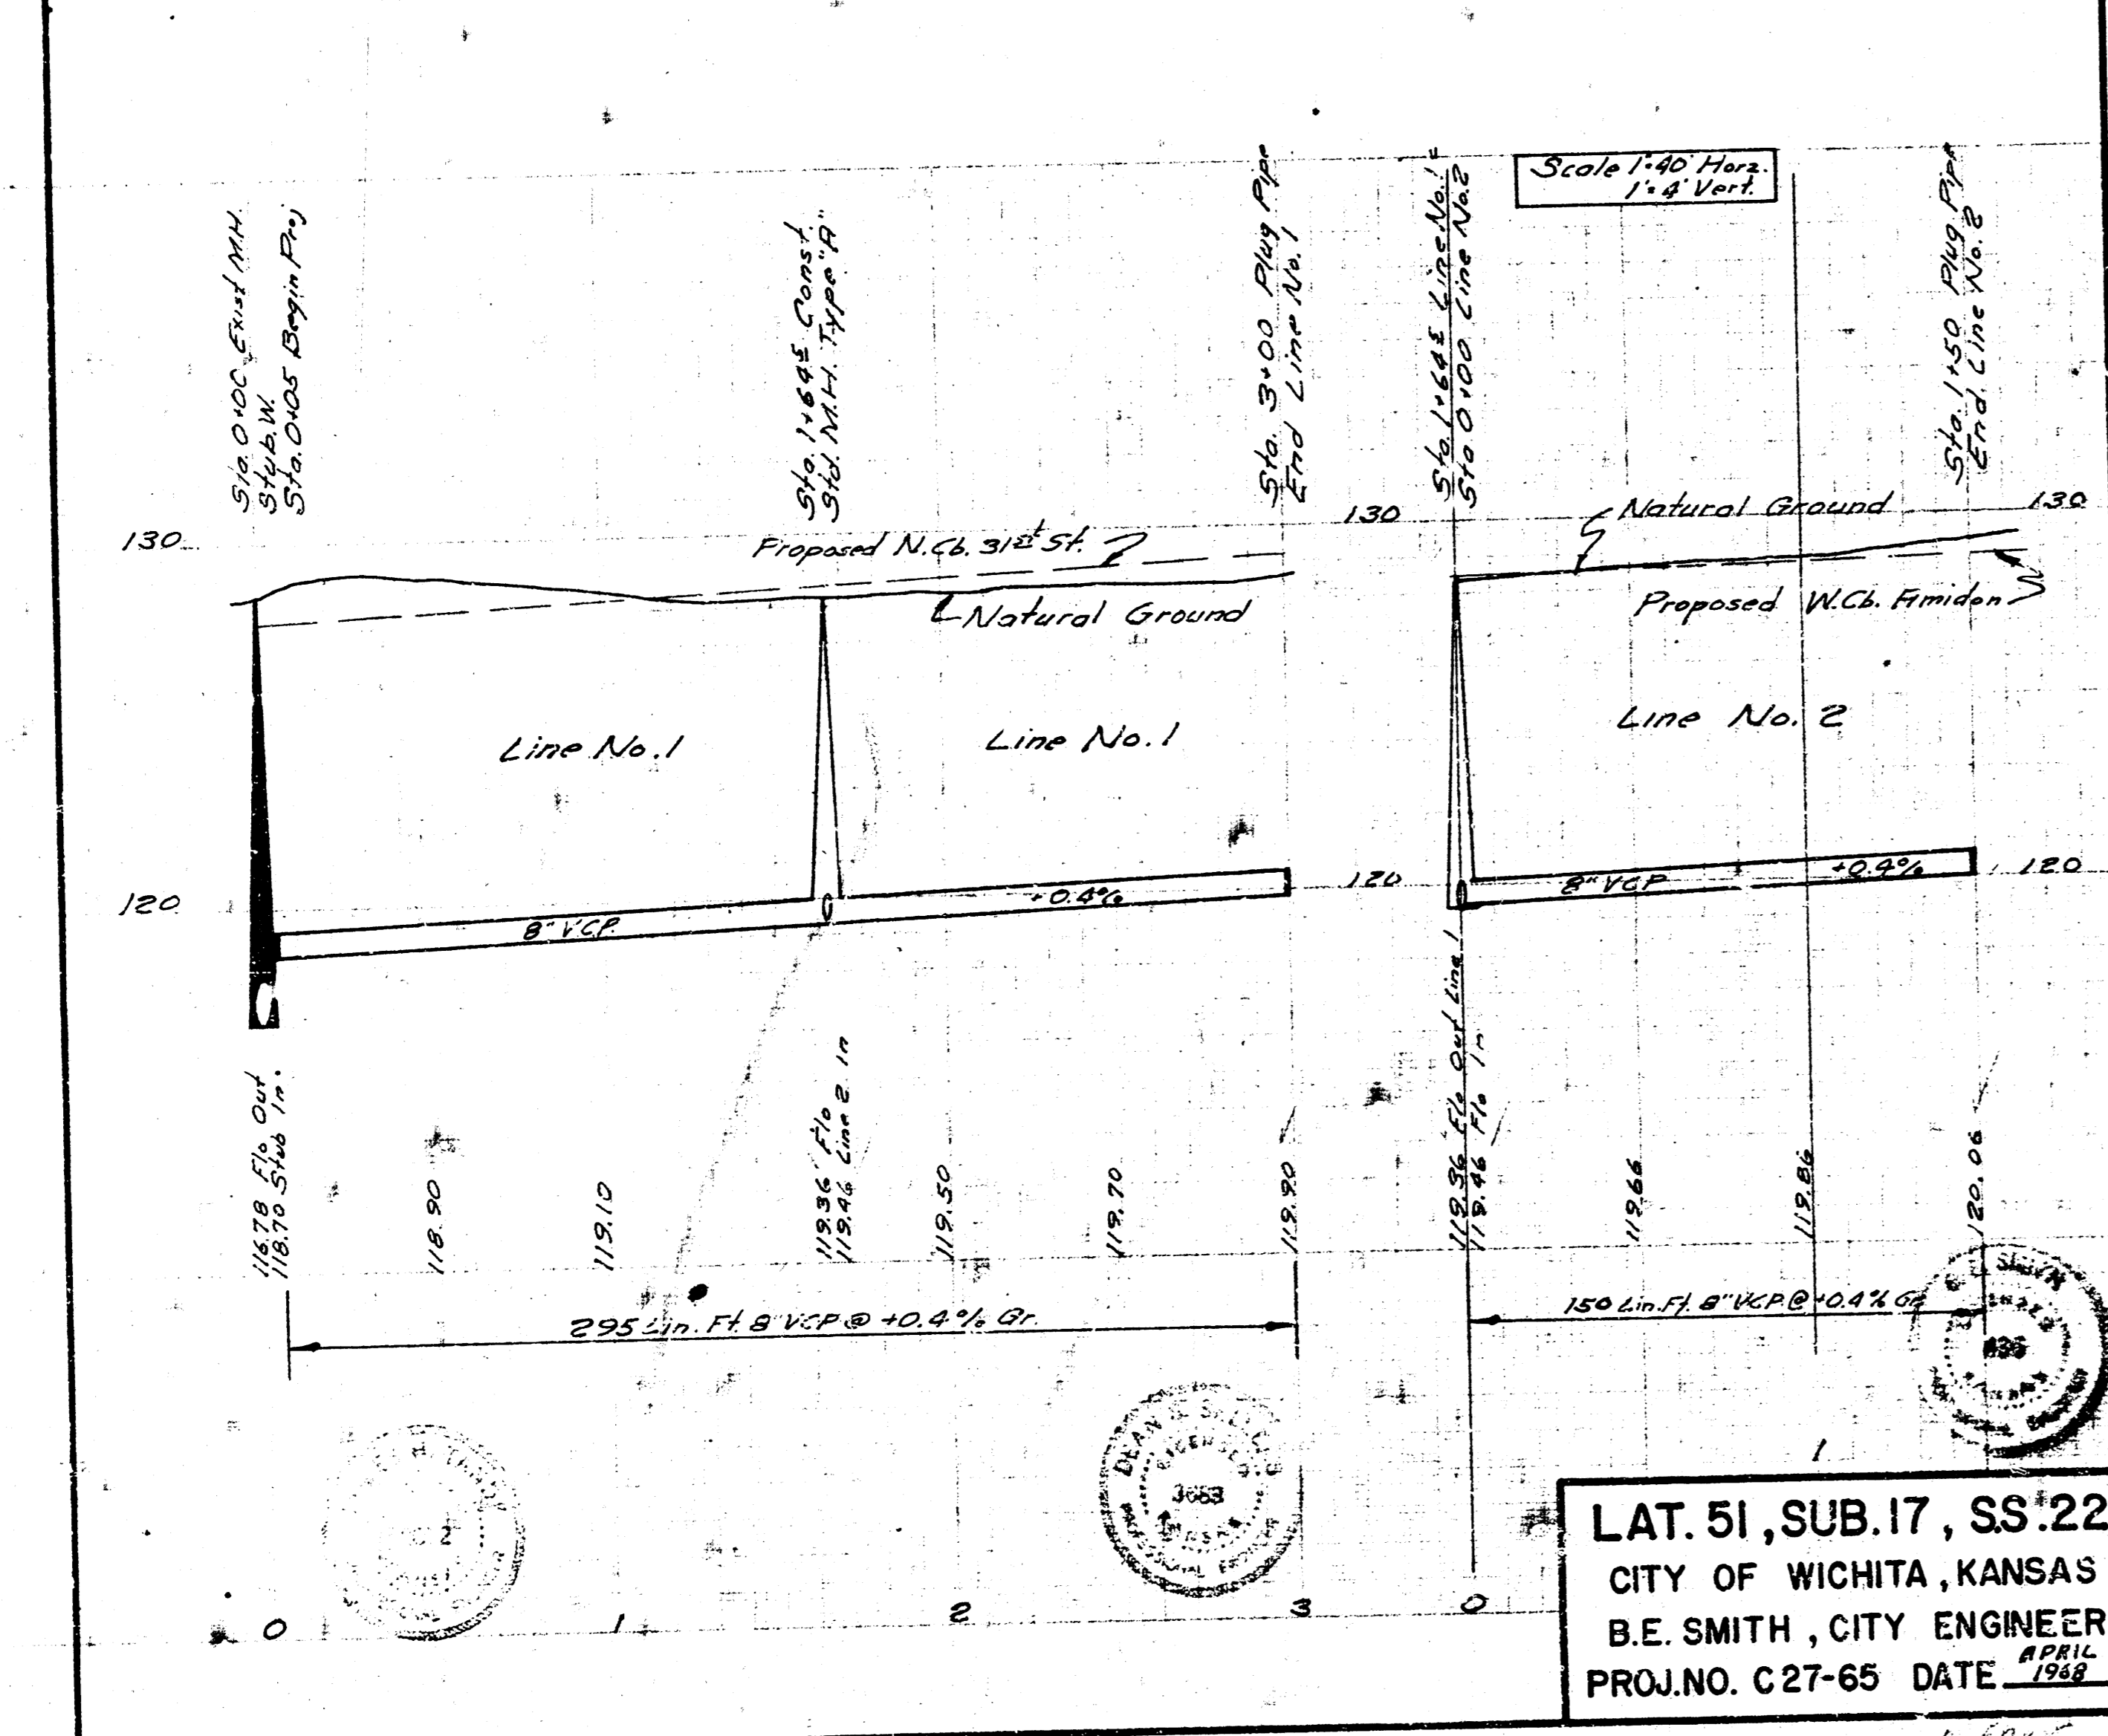 Scale 1"=40' Horz.
1"=4' Vert.
Sta. 0+00 Exist M.H.
Stub. W.
Sta. 0+05 Begin Proj
Sta. 1+64.5 Const.
Std. M.H. Type "A"
Sta. 3+00 Plug Pipe
End Line No. 1
Sta. 1+64.5 Line No. 1 =
Sta 0+00 Line No. 2
Sta. 1+50 Plug Pipe
End. Line No. 2
130
Proposed N.Cb. 31st St.
130
Natural Ground
130
Natural Ground
Proposed W.Cb.
Line No. 1
Line No. 1
Line No. 2
120
8" V.C.P.
+0.4%
120
8" VCP
+0.4%
120
116.78 Flo Out
118.70 Stub In.
118.90
119.10
119.36 Flo
119.46 Line 2 In
119.50
119.70
119.90
119.36 Flo Out Line 1
119.46 Flo In
119.66
119.86
120.06
295 Lin. Ft. 8" VCP @ +0.4% Gr.
150 Lin. Ft. 8" VCP @ +0.4% Gr
DEAN
LICENSED
3683
KANSAS
0
1
2
3
0
1
LAT. 51, SUB. 17, S.S. 22
CITY OF WICHITA, KANSAS
B.E. SMITH, CITY ENGINEER
PROJ. NO. C 27-65 DATE APRIL 1968